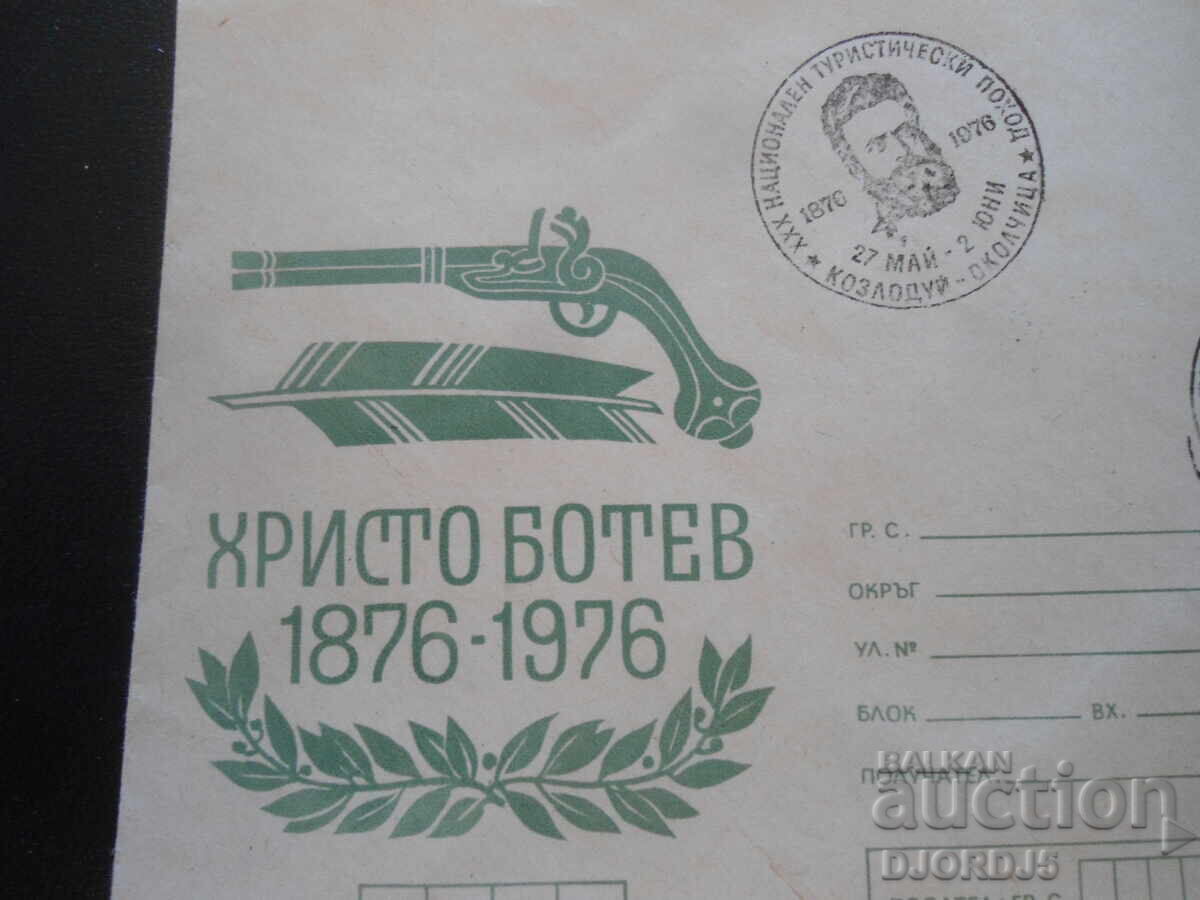 XXX НАЦИОНАЛЕН ТУРИСТИЧЕСКИ ПОХОД
1876 1976
27 МАЙ - 2 ЮНИ
★ КОЗЛОДУЙ - ОКОЛЧИЦА ★
ХРИСТО БОТЕВ
1876-1976
ГР. С.
ОКРЪГ
УЛ. №
БЛОК ВХ.
ПОЛУЧАТЕЛ
BALKAN
auction
DJORDJ5